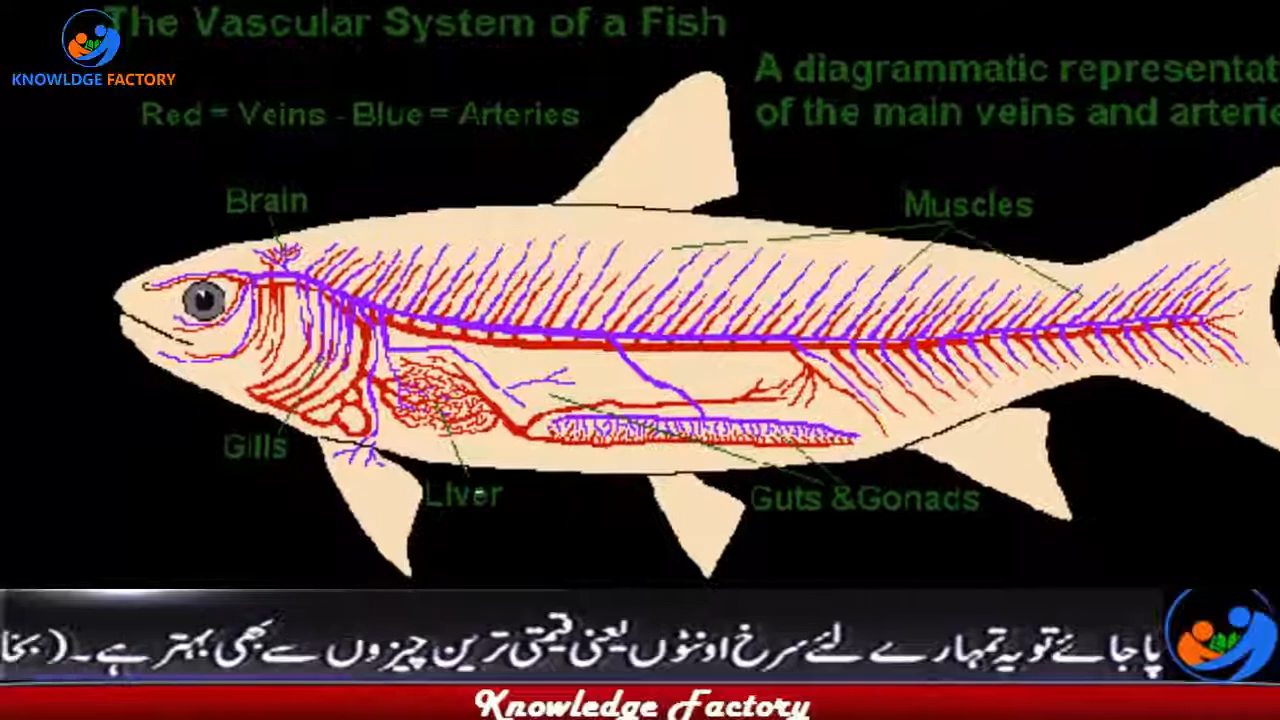 The Vascular System of a Fish
KNOWLDGE FACTORY
A diagrammatic
of the main veins and
Red = Veins - Blue = Arteries
Brain
Muscles
Gills
Liver
Guts &Gonads
پا جائے تو یہ تمہارے لئے سرخ اونٹوں یعنی قیمتی ترین چیزوں سے بھی بہتر ہے۔ (
Knowledge Factory